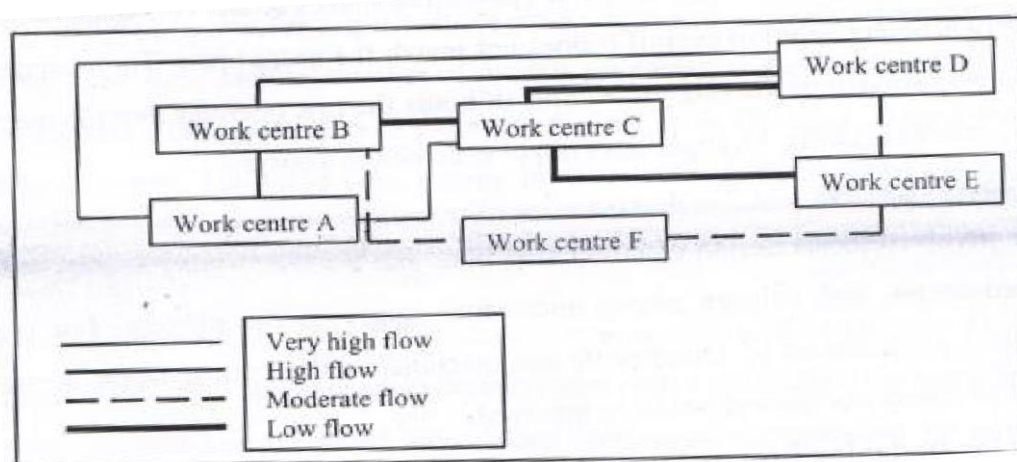 Work centre D
Work centre B
Work centre C
Work centre E
Work centre A
Work centre F
Very high flow
High flow
Moderate flow
Low flow